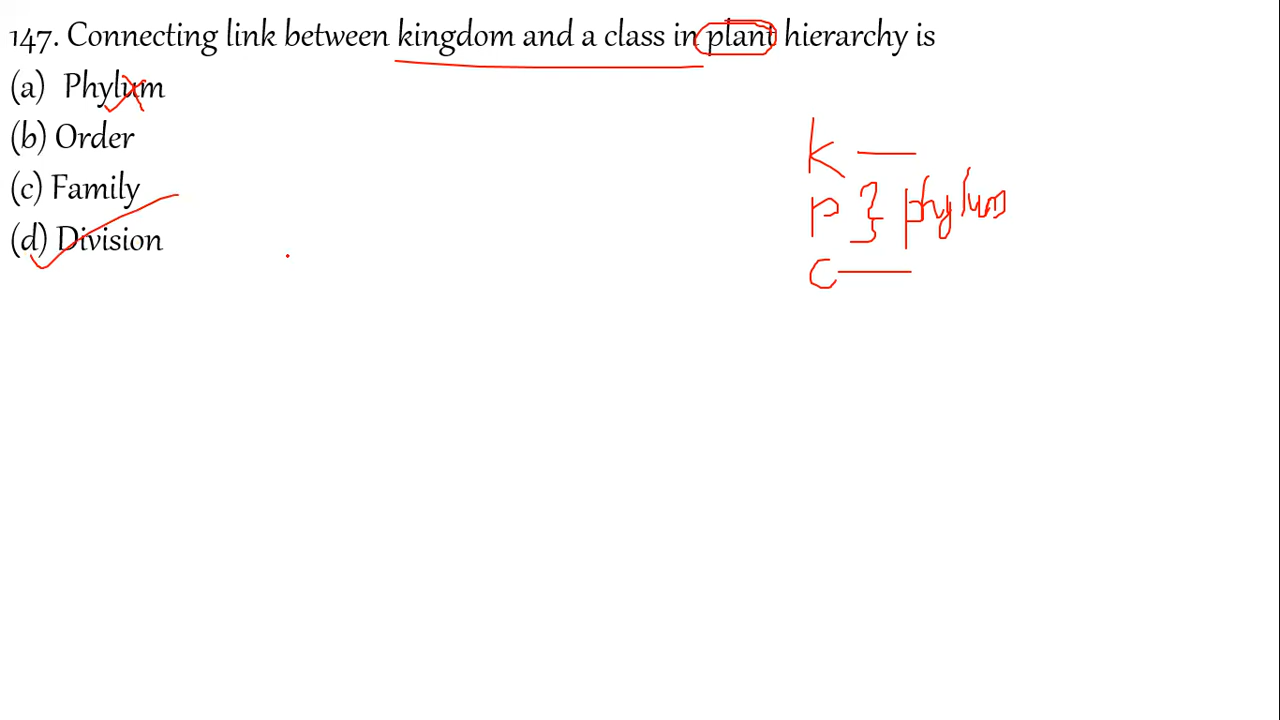 147. Connecting link between kingdom and a class in plant hierarchy is
(a) Phylum
(b) Order
(c) Family
(d) Division
K
P } phylum
C